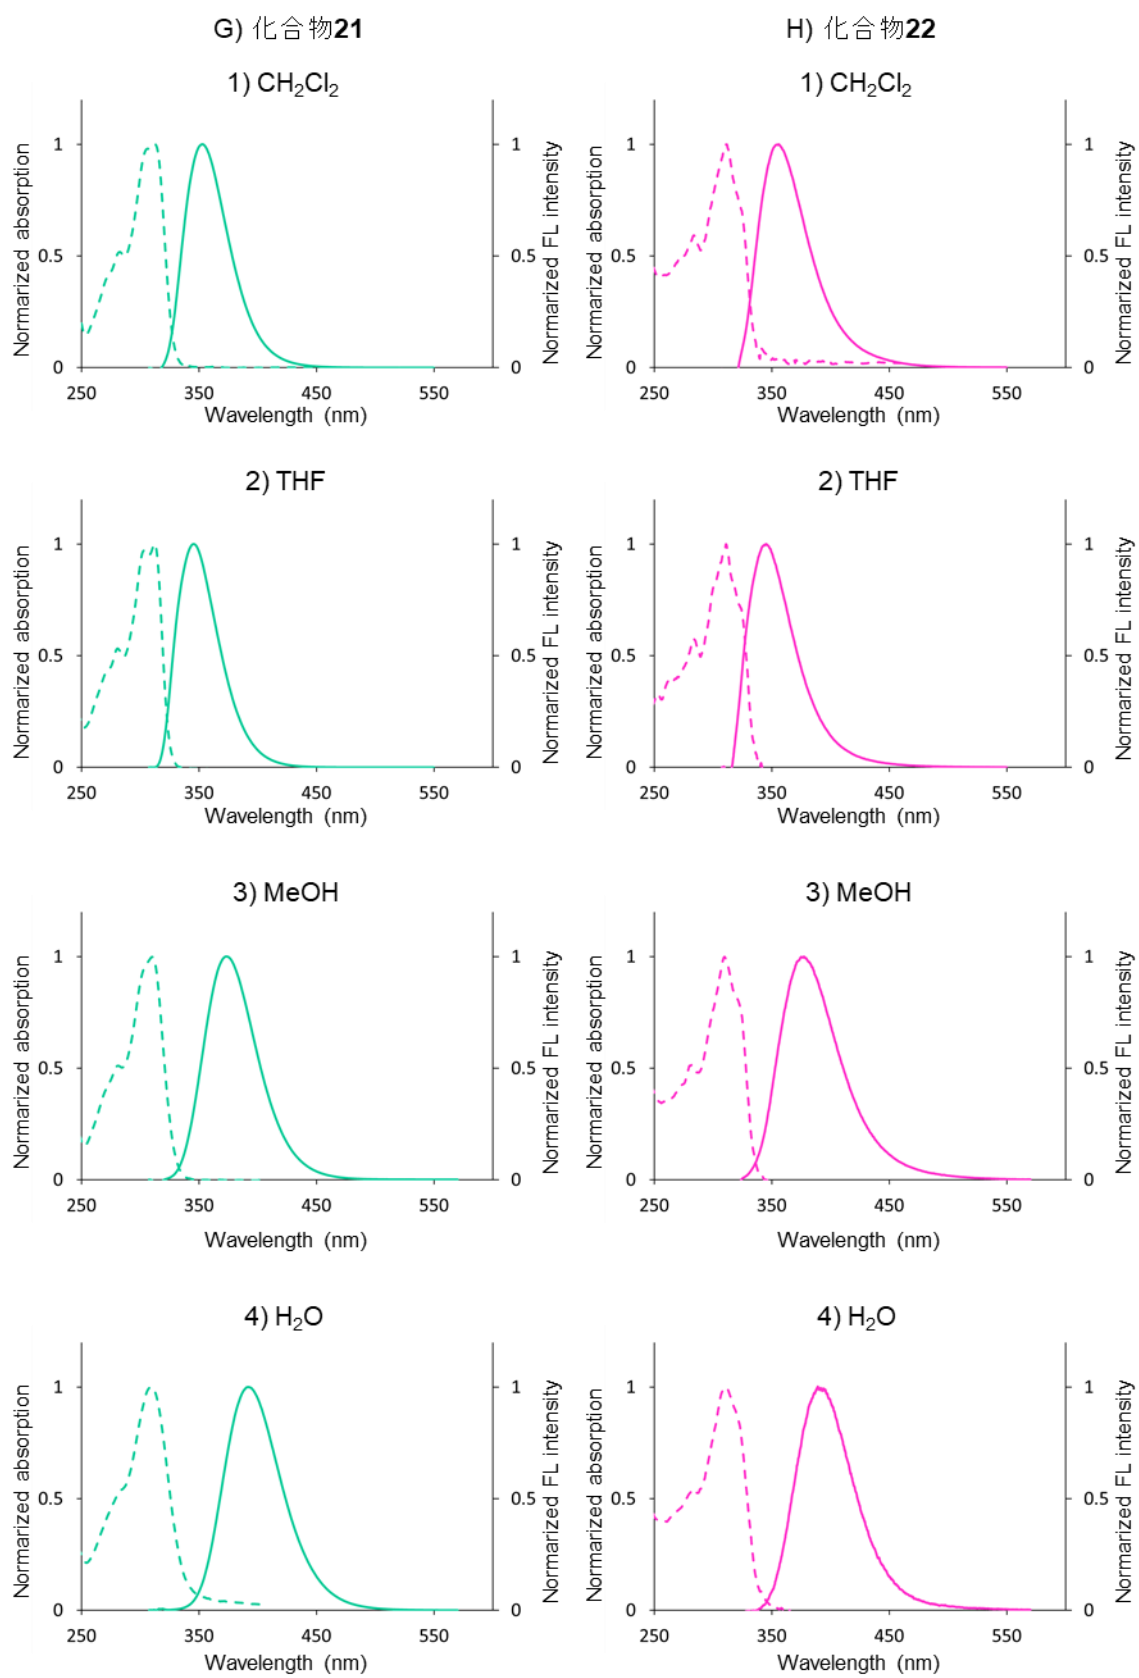 G) 化合物21
H) 化合物22
1) CH₂Cl₂
1
0.5
0
1
0.5
0
250 350 450 550
Normarized absorption
Normarized FL intensity
Wavelength (nm)
1) CH₂Cl₂
1
0.5
0
1
0.5
0
250 350 450 550
Normarized absorption
Normarized FL intensity
Wavelength (nm)
2) THF
1
0.5
0
1
0.5
0
250 350 450 550
Normarized absorption
Normarized FL intensity
Wavelength (nm)
2) THF
1
0.5
0
1
0.5
0
250 350 450 550
Normarized absorption
Normarized FL intensity
Wavelength (nm)
3) MeOH
1
0.5
0
1
0.5
0
250 350 450 550
Normarized absorption
Normarized FL intensity
Wavelength (nm)
3) MeOH
1
0.5
0
1
0.5
0
250 350 450 550
Normarized absorption
Normarized FL intensity
Wavelength (nm)
4) H₂O
1
0.5
0
1
0.5
0
250 350 450 550
Normarized absorption
Normarized FL intensity
Wavelength (nm)
4) H₂O
1
0.5
0
1
0.5
0
250 350 450 550
Normarized absorption
Normarized FL intensity
Wavelength (nm)